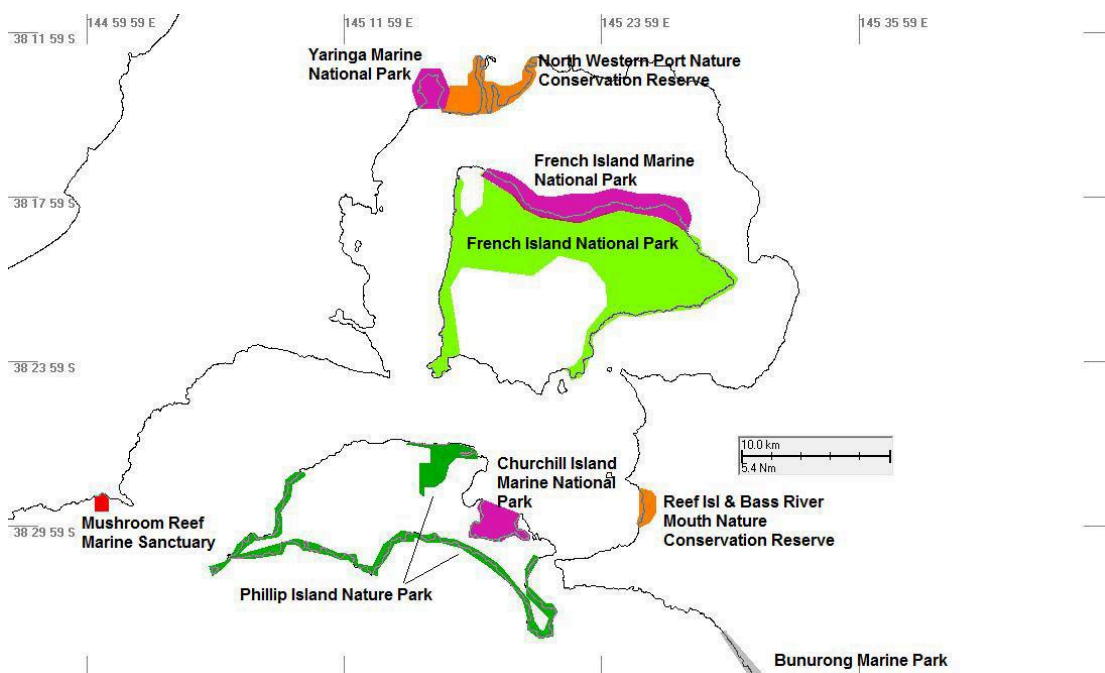 144 59 59 E
145 11 59 E
145 23 59 E
145 35 59 E
38 11 59 S
Yaringa Marine
National Park
North Western Port Nature
Conservation Reserve
French Island Marine
National Park
38 17 59 S
French Island National Park
38 23 59 S
10.0 km
5.4 Nm
Churchill Island
Marine National
Park
Reef Isl & Bass River
Mouth Nature
Conservation Reserve
Mushroom Reef
Marine Sanctuary
38 29 59 S
Phillip Island Nature Park
Bunurong Marine Park